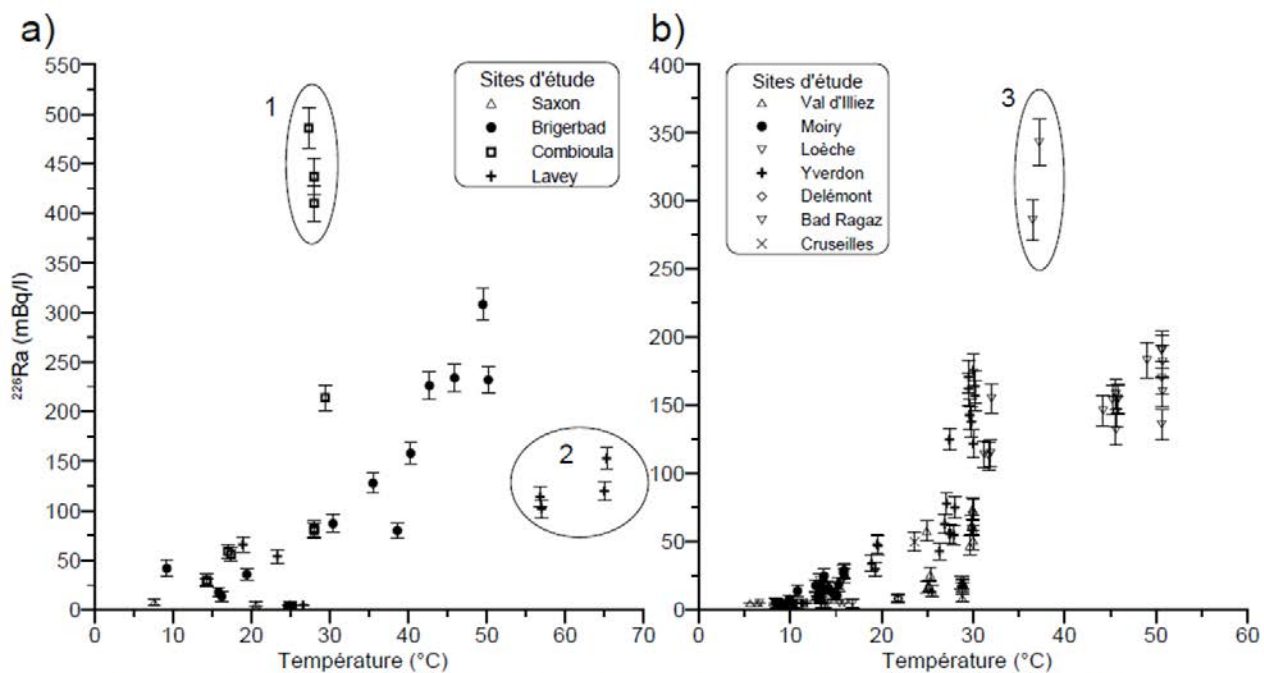 a)
550
500
450
400
350
300
250
200
150
100
50
0
²²⁶Ra (mBq/l)
0 10 20 30 40 50 60 70
Température (°C)
1
2
Sites d'étude
Saxon
Brigerbad
Combioula
Lavey
b)
400
350
300
250
200
150
100
50
0
0 10 20 30 40 50 60
Température (°C)
3
Sites d'étude
Val d'Illiez
Moiry
Loèche
Yverdon
Delémont
Bad Ragaz
Cruseilles